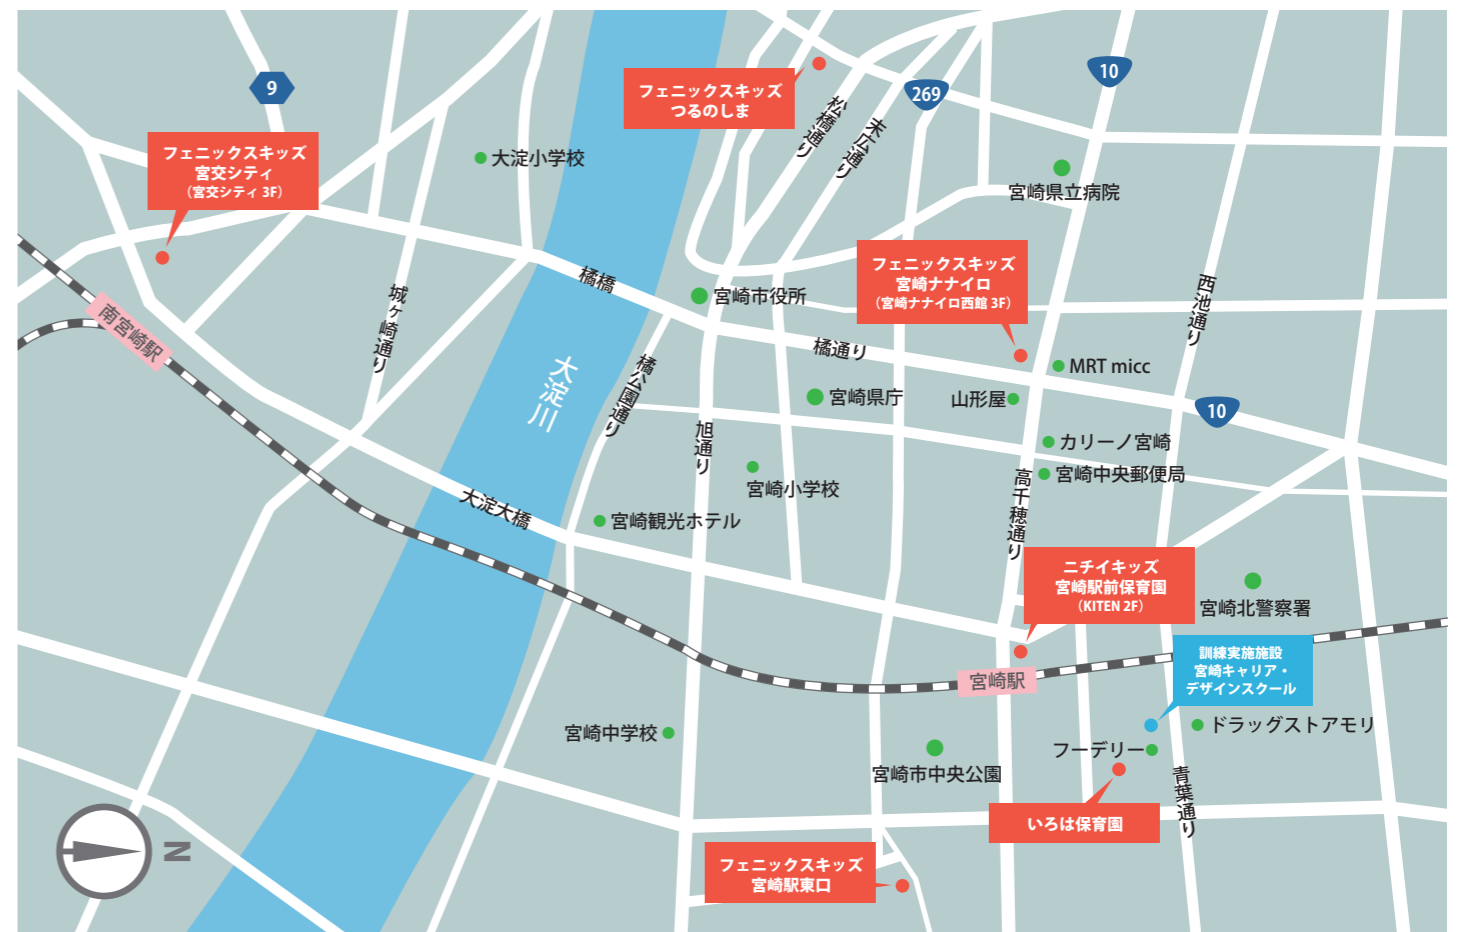 9
フェニックスキッズ
宮交シティ
（宮交シティ 3F）
大淀小学校
フェニックスキッズ
つるのしま
松橋通り
末広通り
269
10
宮崎県立病院
南宮崎駅
城ヶ崎通り
橘橋
宮崎市役所
フェニックスキッズ
宮崎ナナイロ
（宮崎ナナイロ西館 3F）
西池通り
大淀川
橘公園通り
橘通り
MRT micc
宮崎県庁
山形屋
10
旭通り
カリーノ宮崎
宮崎小学校
高千穂通り
宮崎中央郵便局
大淀大橋
宮崎観光ホテル
ニチイキッズ
宮崎駅前保育園
（KITEN 2F）
宮崎北警察署
訓練実施施設
宮崎キャリア・
デザインスクール
宮崎駅
宮崎中学校
ドラッグストアモリ
フーデリー
宮崎市中央公園
青葉通り
いろは保育園
フェニックスキッズ
宮崎駅東口
N